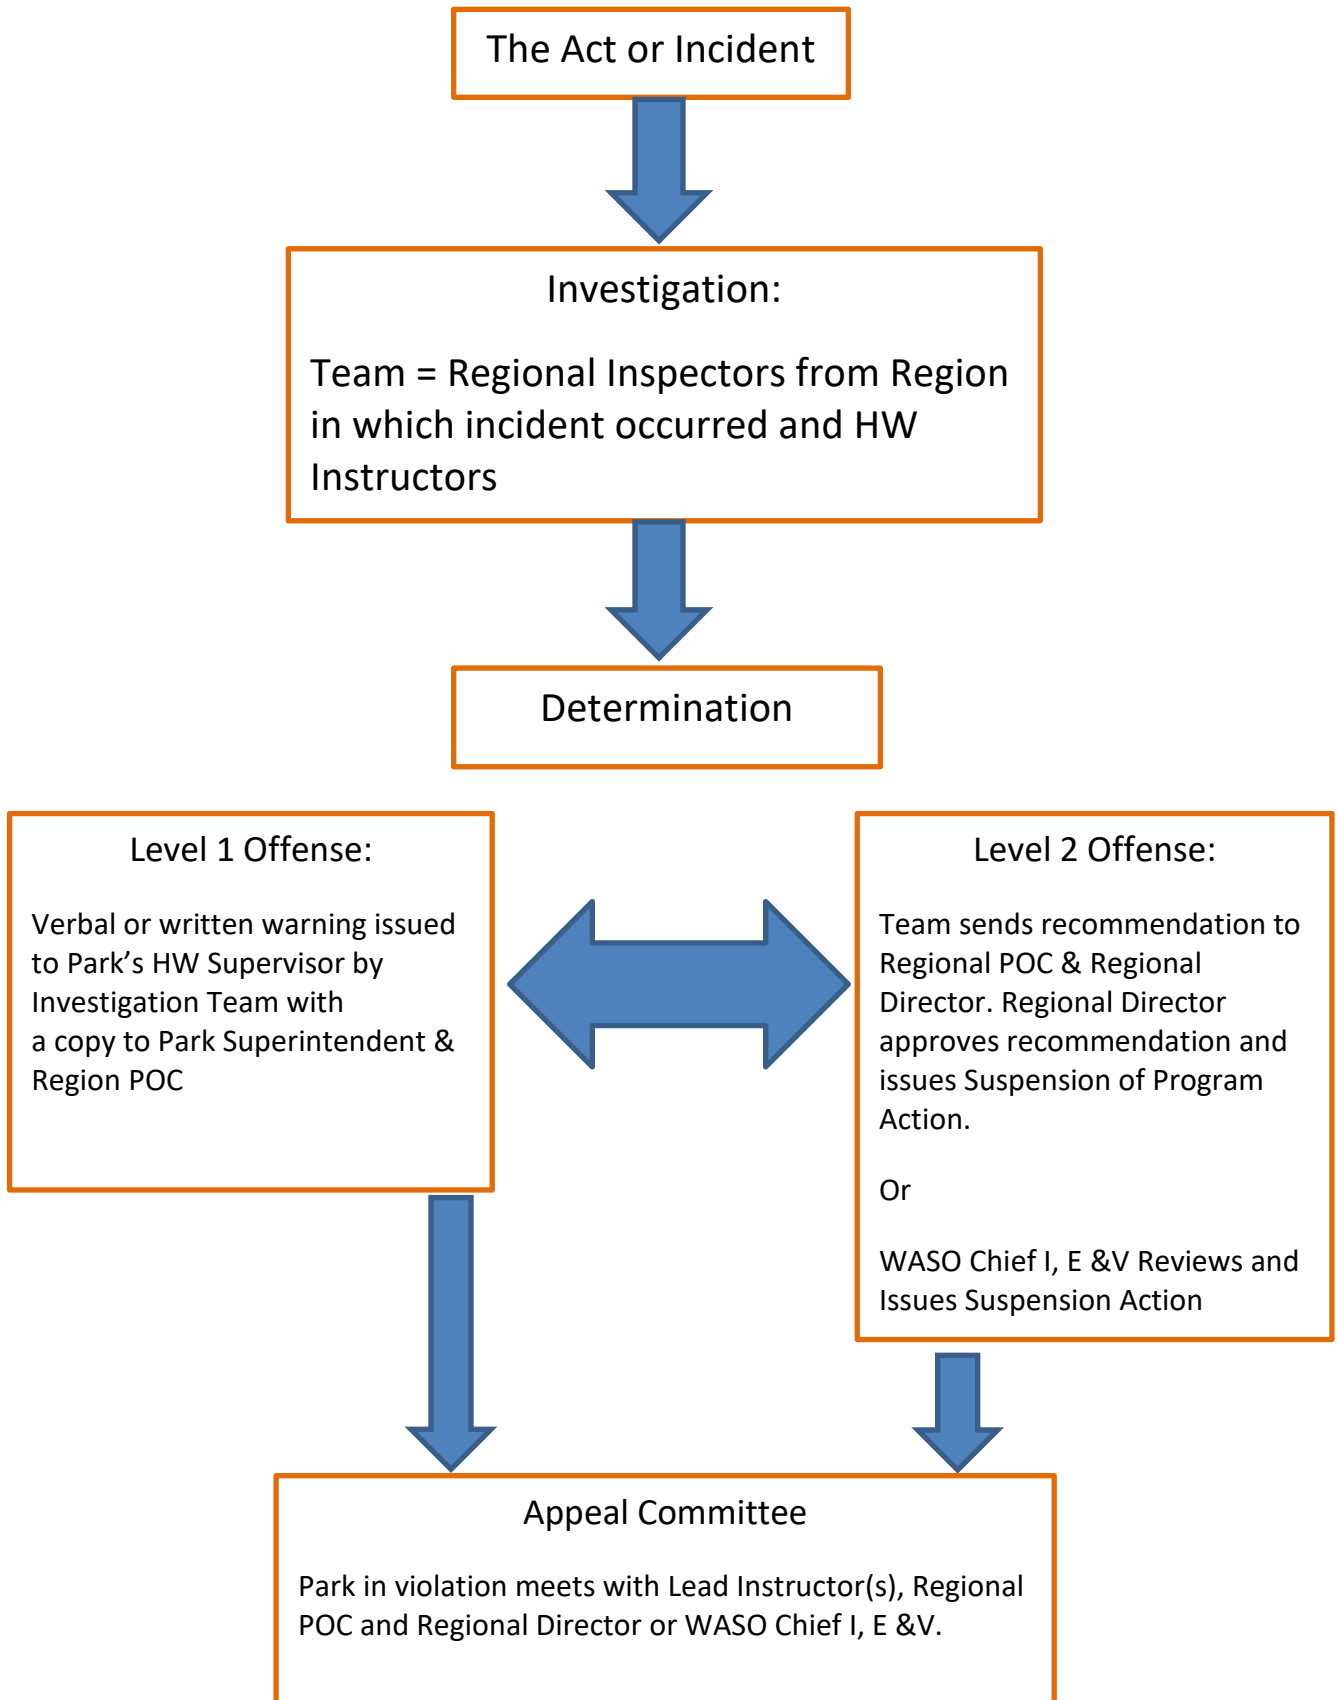 The Act or Incident
Investigation:
Team = Regional Inspectors from Region
in which incident occurred and HW
Instructors
Determination
Level 1 Offense:
Verbal or written warning issued
to Park’s HW Supervisor by
Investigation Team with
a copy to Park Superintendent &
Region POC
Level 2 Offense:
Team sends recommendation to
Regional POC & Regional
Director. Regional Director
approves recommendation and
issues Suspension of Program
Action.
Or
WASO Chief I, E &V Reviews and
Issues Suspension Action
Appeal Committee
Park in violation meets with Lead Instructor(s), Regional
POC and Regional Director or WASO Chief I, E &V.